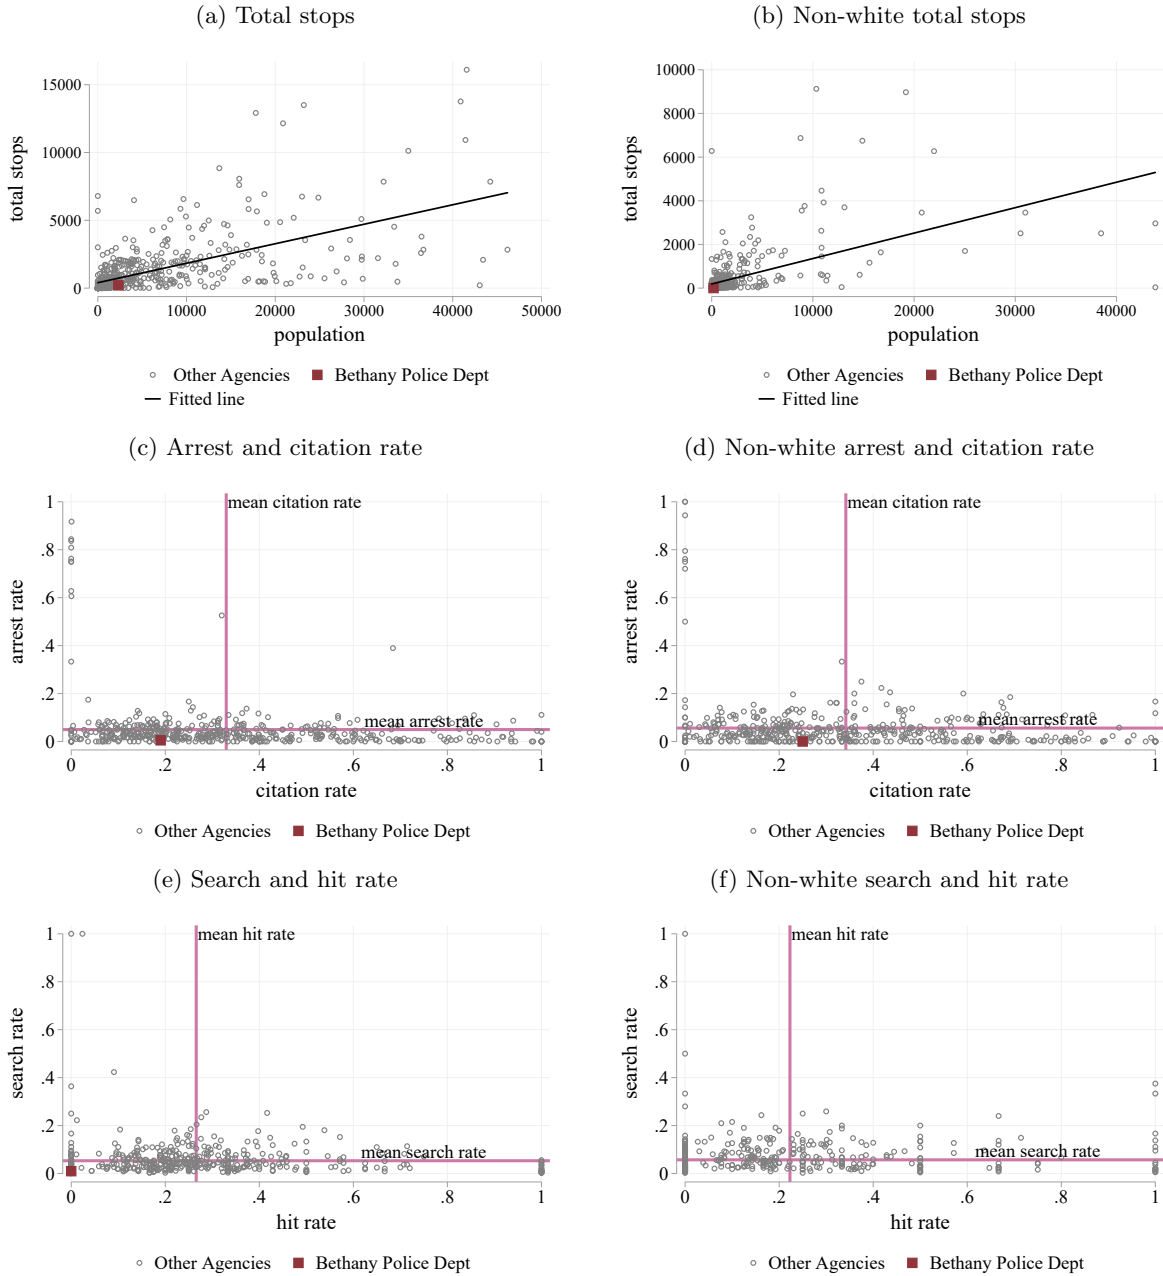 (a) Total stops
(b) Non-white total stops
total stops
15000
10000
5000
0
0 10000 20000 30000 40000 50000
population
Other Agencies Bethany Police Dept
Fitted line
total stops
10000
8000
6000
4000
2000
0
0 10000 20000 30000 40000
population
Other Agencies Bethany Police Dept
Fitted line
(c) Arrest and citation rate
(d) Non-white arrest and citation rate
arrest rate
1
.8
.6
.4
.2
0
mean citation rate
mean arrest rate
0 .2 .4 .6 .8 1
citation rate
Other Agencies Bethany Police Dept
arrest rate
1
.8
.6
.4
.2
0
mean citation rate
mean arrest rate
0 .2 .4 .6 .8 1
citation rate
Other Agencies Bethany Police Dept
(e) Search and hit rate
(f) Non-white search and hit rate
search rate
1
.8
.6
.4
.2
0
mean hit rate
mean search rate
0 .2 .4 .6 .8 1
hit rate
Other Agencies Bethany Police Dept
search rate
1
.8
.6
.4
.2
0
mean hit rate
mean search rate
0 .2 .4 .6 .8 1
hit rate
Other Agencies Bethany Police Dept